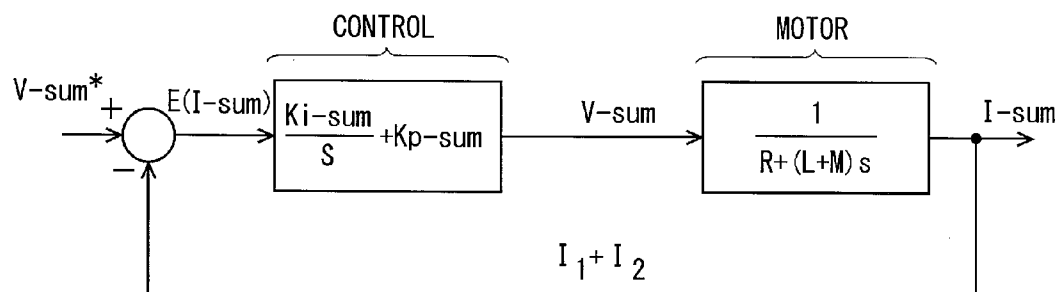 CONTROL
MOTOR
V-sum*
+
−
E(I-sum)
Ki-sum
S
+Kp-sum
V-sum
1
R+(L+M)s
I-sum
I1+I2